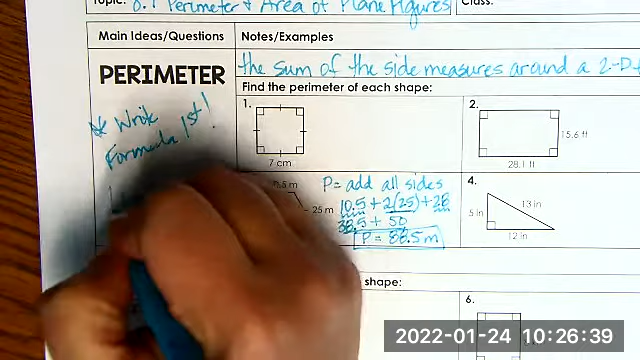 Topic: 8.1 Perimeter + Area of Plane Figures
Class:
Main Ideas/Questions
Notes/Examples
PERIMETER
the sum of the side measures around a 2-D
Find the perimeter of each shape:
* Write
Formula 1st!
1.
7 cm
2.
15.6 ft
28.1 ft
.5 m
25 m
P= add all sides
10.5 + 2(25) + 28
38.5 + 50
P = 88.5m
4.
5 in
13 in
12 in
shape:
6.
2022-01-24 10:26:39